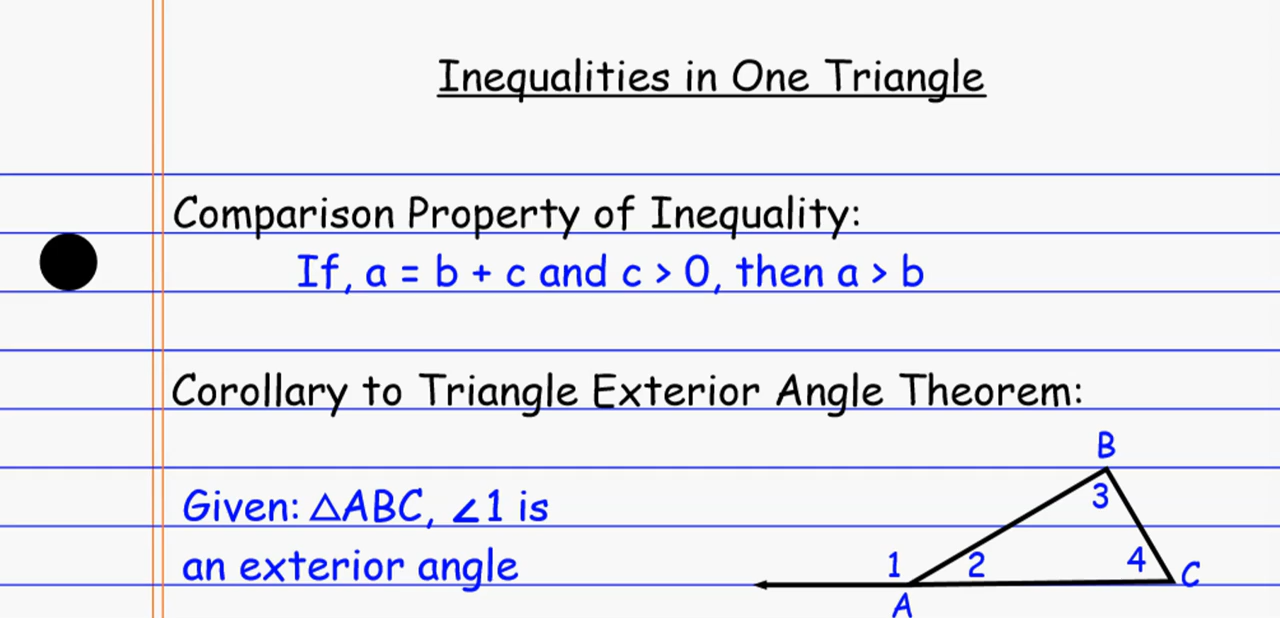 Inequalities in One Triangle
Comparison Property of Inequality:
If, a = b + c and c > 0, then a > b
Corollary to Triangle Exterior Angle Theorem:
B
Given: △ABC, ∠1 is
3
an exterior angle
1 2 4 C
A